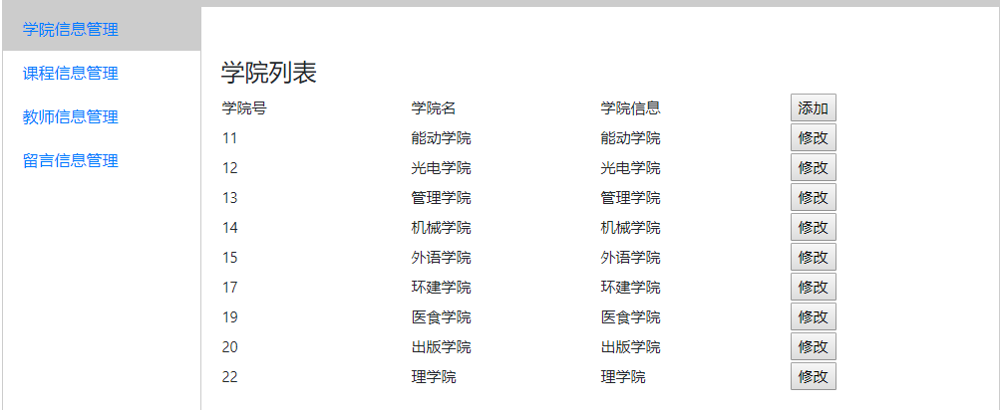 学院信息管理
课程信息管理
教师信息管理
留言信息管理
学院列表
学院号 学院名 学院信息 添加
11 能动学院 能动学院 修改
12 光电学院 光电学院 修改
13 管理学院 管理学院 修改
14 机械学院 机械学院 修改
15 外语学院 外语学院 修改
17 环建学院 环建学院 修改
19 医食学院 医食学院 修改
20 出版学院 出版学院 修改
22 理学院 理学院 修改